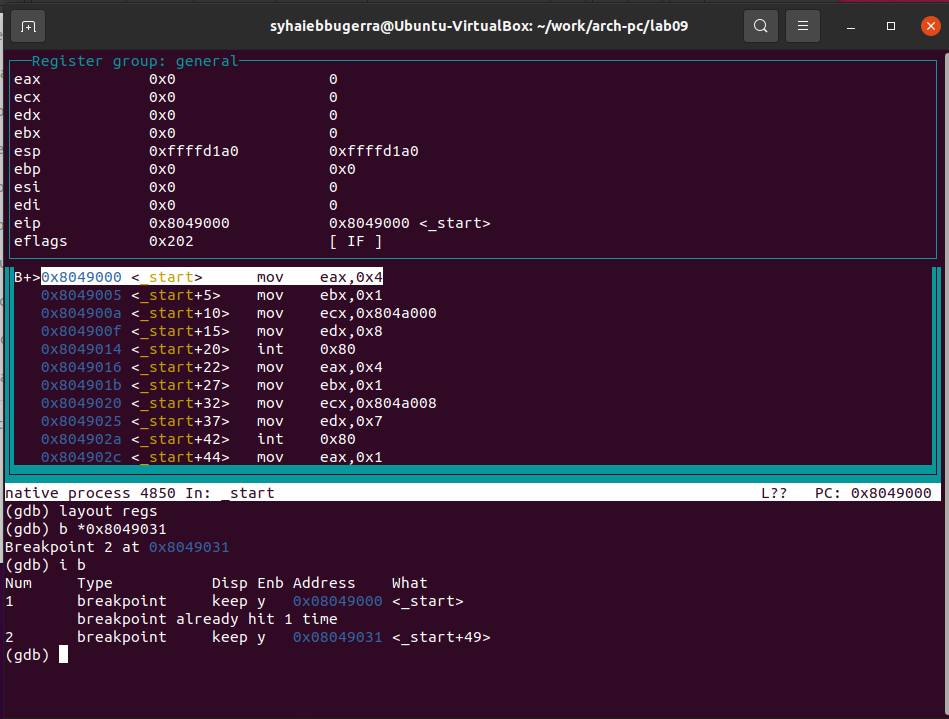 syhaiebbugerra@Ubuntu-VirtualBox: ~/work/arch-pc/lab09
Register group: general
eax 0x0 0
ecx 0x0 0
edx 0x0 0
ebx 0x0 0
esp 0xffffd1a0 0xffffd1a0
ebp 0x0 0x0
esi 0x0 0
edi 0x0 0
eip 0x8049000 0x8049000 <_start>
eflags 0x202 [ IF ]
B+>0x8049000 <_start> mov eax,0x4
0x8049005 <_start+5> mov ebx,0x1
0x804900a <_start+10> mov ecx,0x804a000
0x804900f <_start+15> mov edx,0x8
0x8049014 <_start+20> int 0x80
0x8049016 <_start+22> mov eax,0x4
0x804901b <_start+27> mov ebx,0x1
0x8049020 <_start+32> mov ecx,0x804a008
0x8049025 <_start+37> mov edx,0x7
0x804902a <_start+42> int 0x80
0x804902c <_start+44> mov eax,0x1
native process 4850 In: _start L?? PC: 0x8049000
(gdb) layout regs
(gdb) b *0x8049031
Breakpoint 2 at 0x8049031
(gdb) i b
Num Type Disp Enb Address What
1 breakpoint keep y 0x08049000 <_start>
breakpoint already hit 1 time
2 breakpoint keep y 0x08049031 <_start+49>
(gdb)